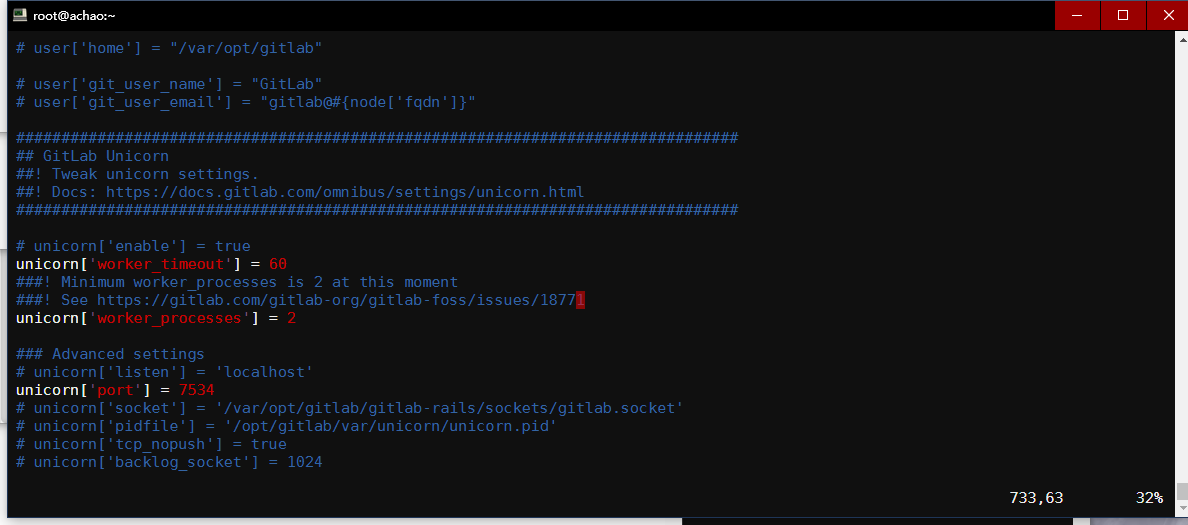 root@achao:~
# user['home'] = "/var/opt/gitlab"
# user['git_user_name'] = "GitLab"
# user['git_user_email'] = "gitlab@#{node['fqdn']}"
################################################################################
## GitLab Unicorn
##! Tweak unicorn settings.
##! Docs: https://docs.gitlab.com/omnibus/settings/unicorn.html
################################################################################
# unicorn['enable'] = true
unicorn['worker_timeout'] = 60
###! Minimum worker_processes is 2 at this moment
###! See https://gitlab.com/gitlab-org/gitlab-foss/issues/18771
unicorn['worker_processes'] = 2
### Advanced settings
# unicorn['listen'] = 'localhost'
unicorn['port'] = 7534
# unicorn['socket'] = '/var/opt/gitlab/gitlab-rails/sockets/gitlab.socket'
# unicorn['pidfile'] = '/opt/gitlab/var/unicorn/unicorn.pid'
# unicorn['tcp_nopush'] = true
# unicorn['backlog_socket'] = 1024
733,63 32%